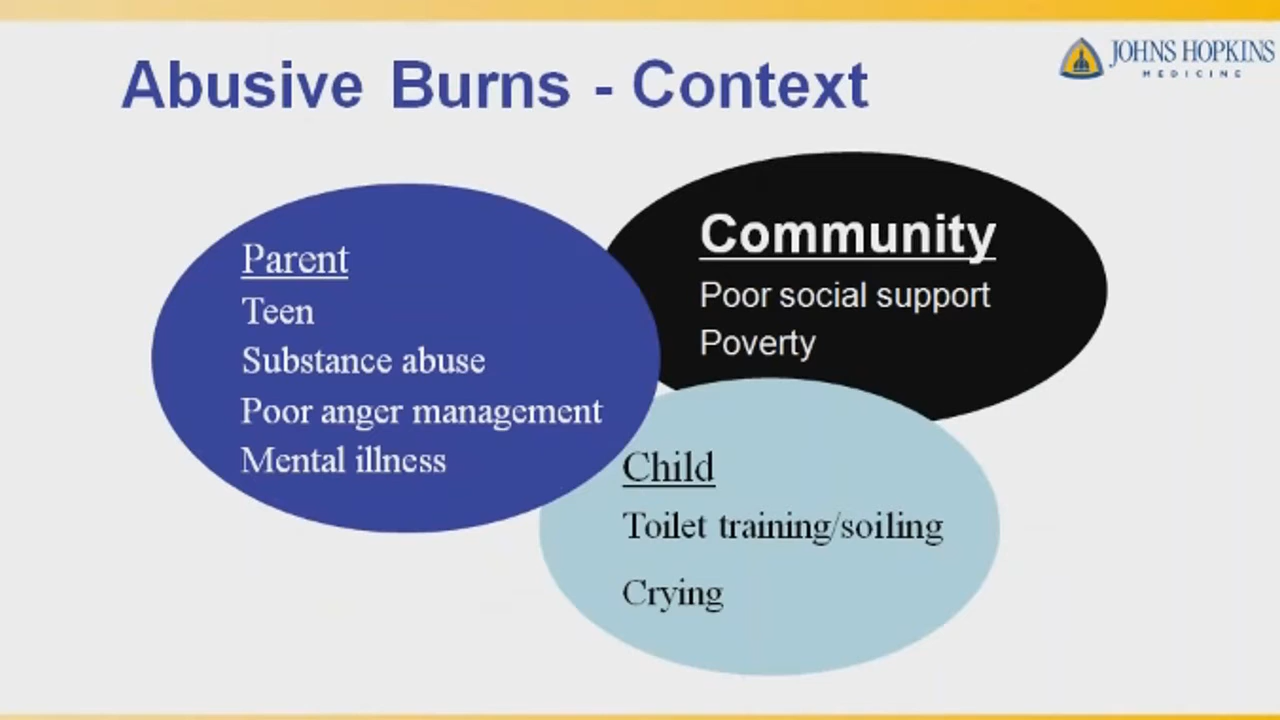 Abusive Burns - Context
JOHNS HOPKINS
MEDICINE
Parent
Teen
Substance abuse
Poor anger management
Mental illness
Community
Poor social support
Poverty
Child
Toilet training/soiling
Crying